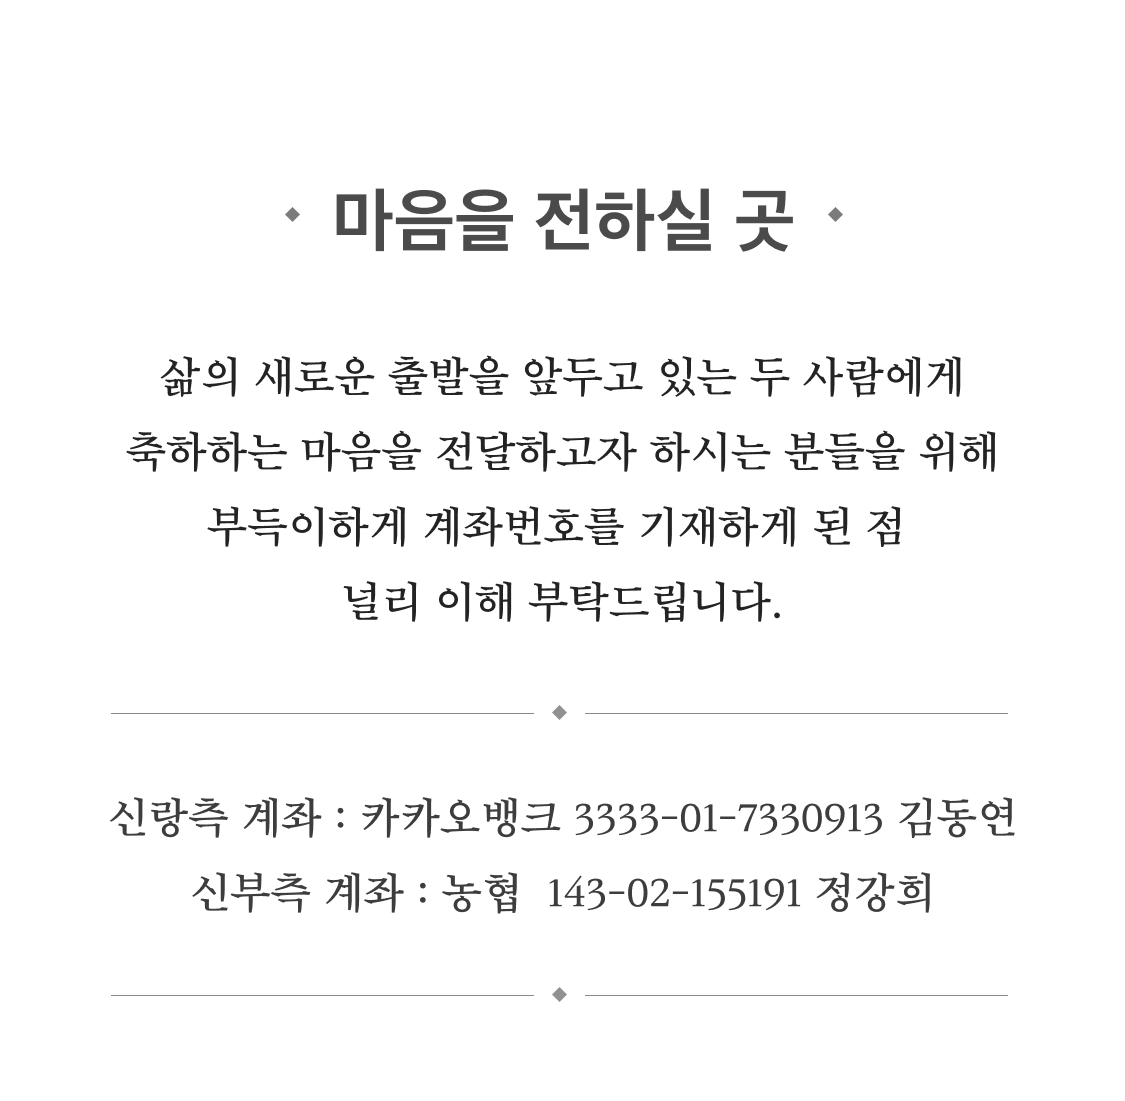 마음을 전하실 곳
삶의 새로운 출발을 앞두고 있는 두 사람에게
축하하는 마음을 전달하고자 하시는 분들을 위해
부득이하게 계좌번호를 기재하게 된 점
널리 이해 부탁드립니다.
신랑측 계좌 : 카카오뱅크 3333-01-7330913 김동연
신부측 계좌 : 농협  143-02-155191 정강희